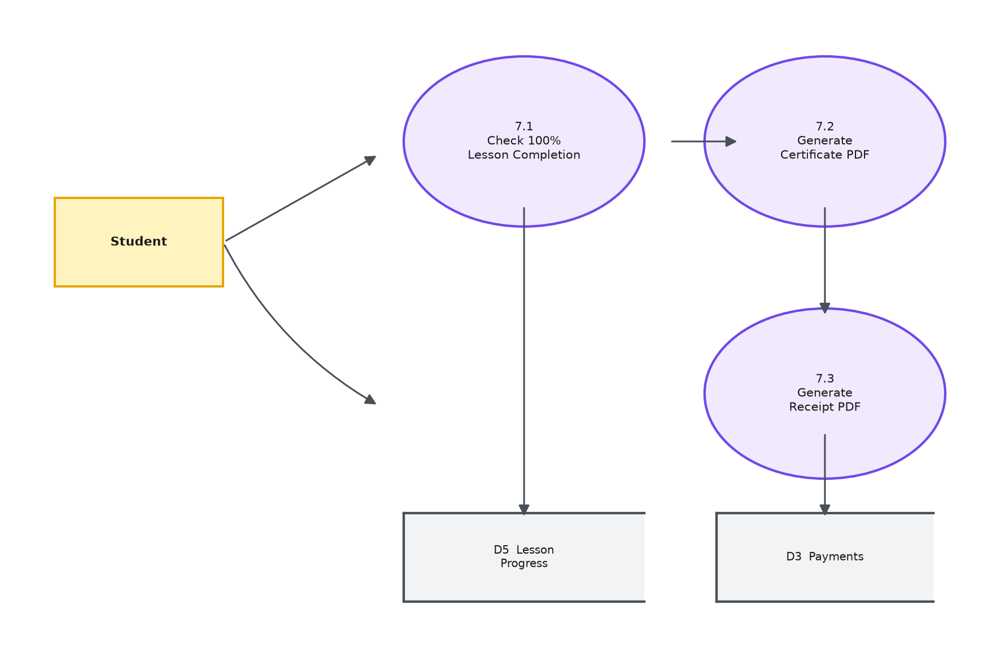 7.1
Check 100%
Lesson Completion
7.2
Generate
Certificate PDF
Student
7.3
Generate
Receipt PDF
D5  Lesson
Progress
D3  Payments